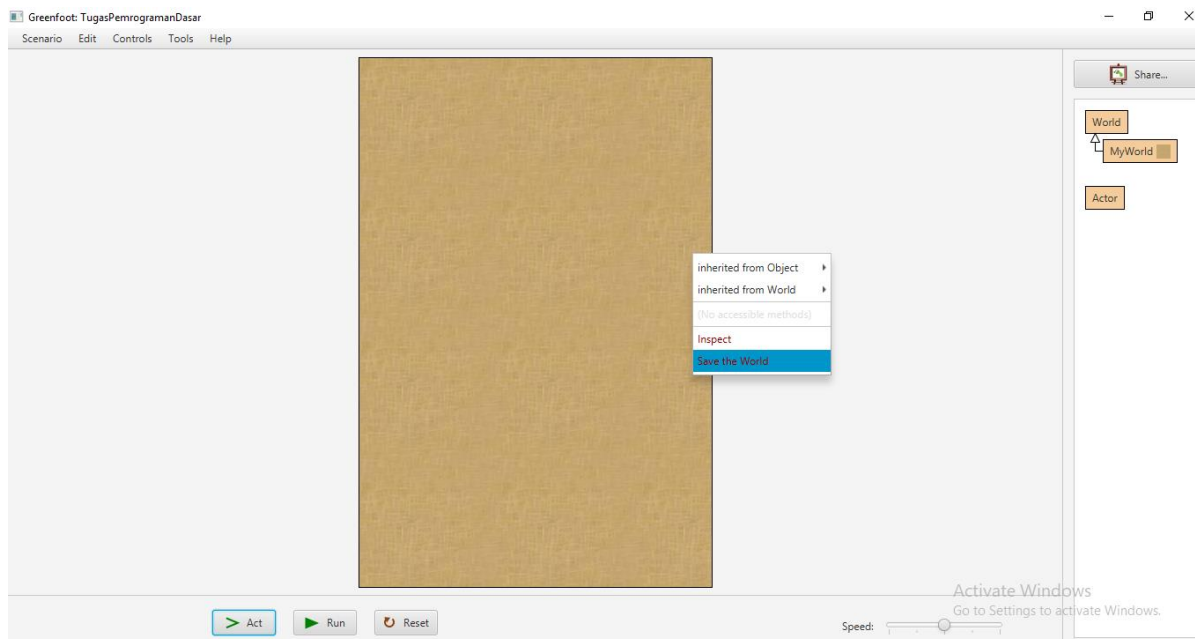 Greenfoot: TugasPemrogramanDasar
Scenario Edit Controls Tools Help
Share...
World
MyWorld
Actor
inherited from Object
inherited from World
(No accessible methods)
Inspect
Save the World
Activate Windows
Go to Settings to activate Windows.
Act Run Reset Speed: